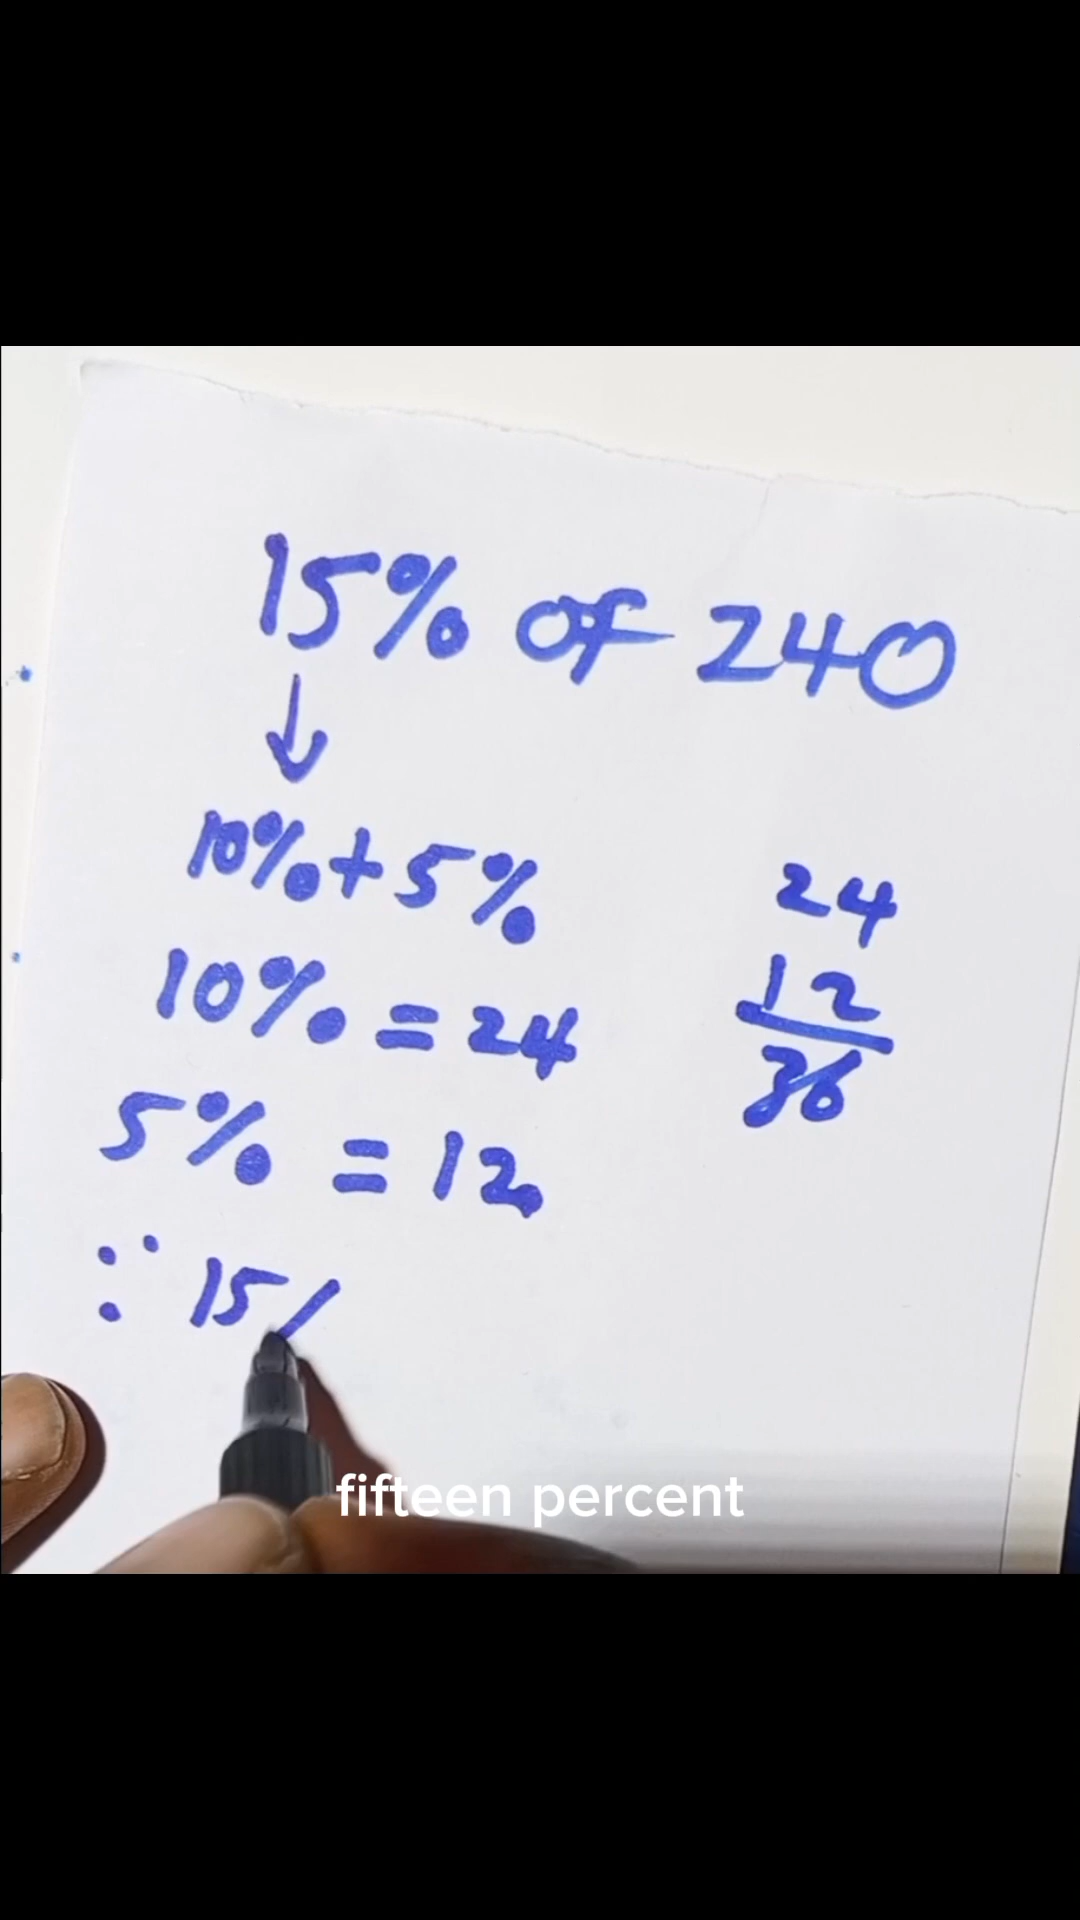 15% of 240
↓
10%+5%
10% = 24
5% = 12
∵ 15/
24
12
36
fifteen percent